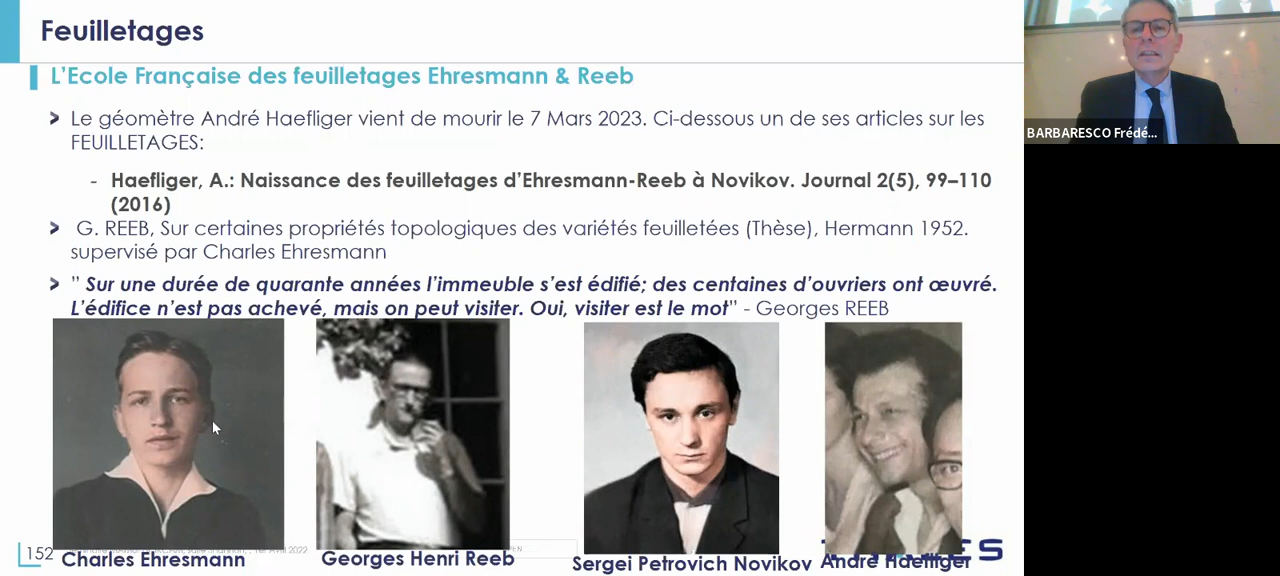 Feuilletages
L’Ecole Française des feuilletages Ehresmann & Reeb
Le géomètre André Haefliger vient de mourir le 7 Mars 2023. Ci-dessous un de ses articles sur les
FEUILLETAGES:
- Haefliger, A.: Naissance des feuilletages d’Ehresmann-Reeb à Novikov. Journal 2(5), 99–110
(2016)
G. REEB, Sur certaines propriétés topologiques des variétés feuilletées (Thèse), Hermann 1952.
supervisé par Charles Ehresmann
” Sur une durée de quarante années l’immeuble s’est édifié; des centaines d’ouvriers ont œuvré.
L’édifice n’est pas achevé, mais on peut visiter. Oui, visiter est le mot” - Georges REEB
BARBARESCO Frédé...
152
Charles Ehresmann
Georges Henri Reeb
Sergei Petrovich Novikov
André Haefliger